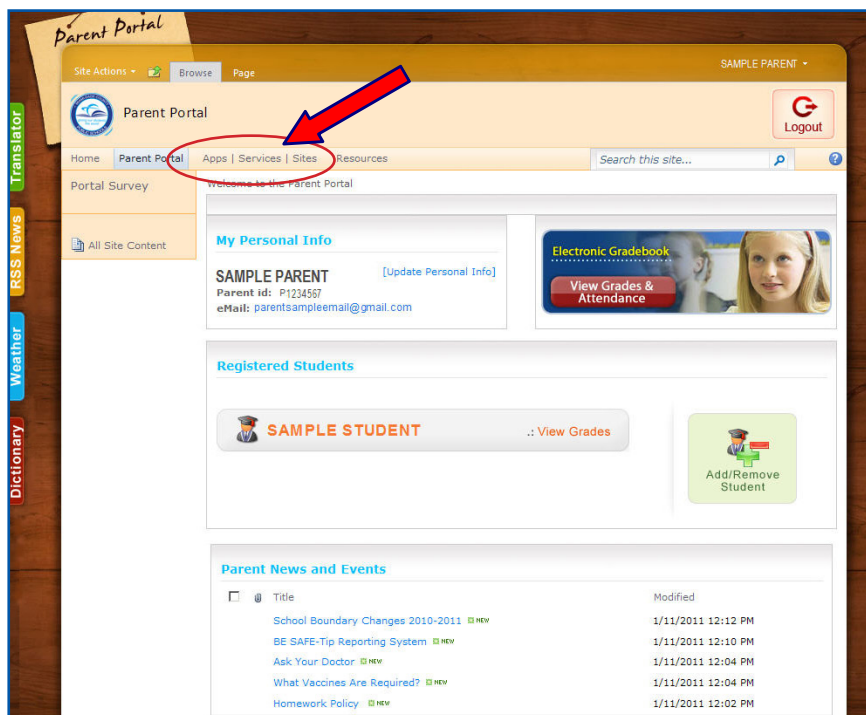 Parent Portal
Site Actions
Browse
Page
SAMPLE PARENT
Parent Portal
Logout
Home
Parent Portal
Apps | Services | Sites
Resources
Search this site...
Portal Survey
Welcome to the Parent Portal
All Site Content
My Personal Info
SAMPLE PARENT
[Update Personal Info]
Parent id: P1234567
eMail: parentsampleemail@gmail.com
Electronic Gradebook
View Grades &
Attendance
Translator
RSS News
Weather
Dictionary
Registered Students
SAMPLE STUDENT
.: View Grades
Add/Remove
Student
Parent News and Events
Title
Modified
School Boundary Changes 2010-2011 NEW
1/11/2011 12:12 PM
BE SAFE-Tip Reporting System NEW
1/11/2011 12:10 PM
Ask Your Doctor NEW
1/11/2011 12:04 PM
What Vaccines Are Required? NEW
1/11/2011 12:04 PM
Homework Policy NEW
1/11/2011 12:02 PM